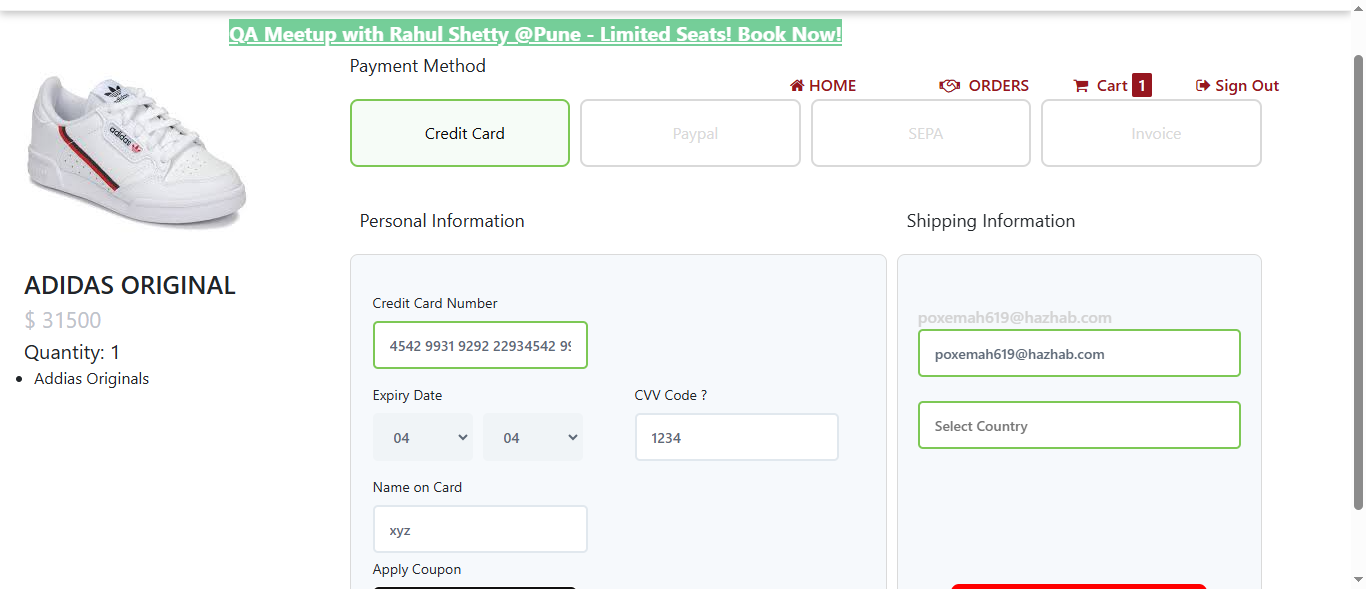 QA Meetup with Rahul Shetty @Pune - Limited Seats! Book Now!
Payment Method
HOME
ORDERS
Cart 1
Sign Out
Credit Card
Paypal
SEPA
Invoice
adidas
adidas
ADIDAS ORIGINAL
$ 31500
Quantity: 1
Addias Originals
Personal Information
Credit Card Number
4542 9931 9292 22934542 99
Expiry Date
04
04
CVV Code ?
1234
Name on Card
xyz
Apply Coupon
Shipping Information
poxemah619@hazhab.com
poxemah619@hazhab.com
Select Country